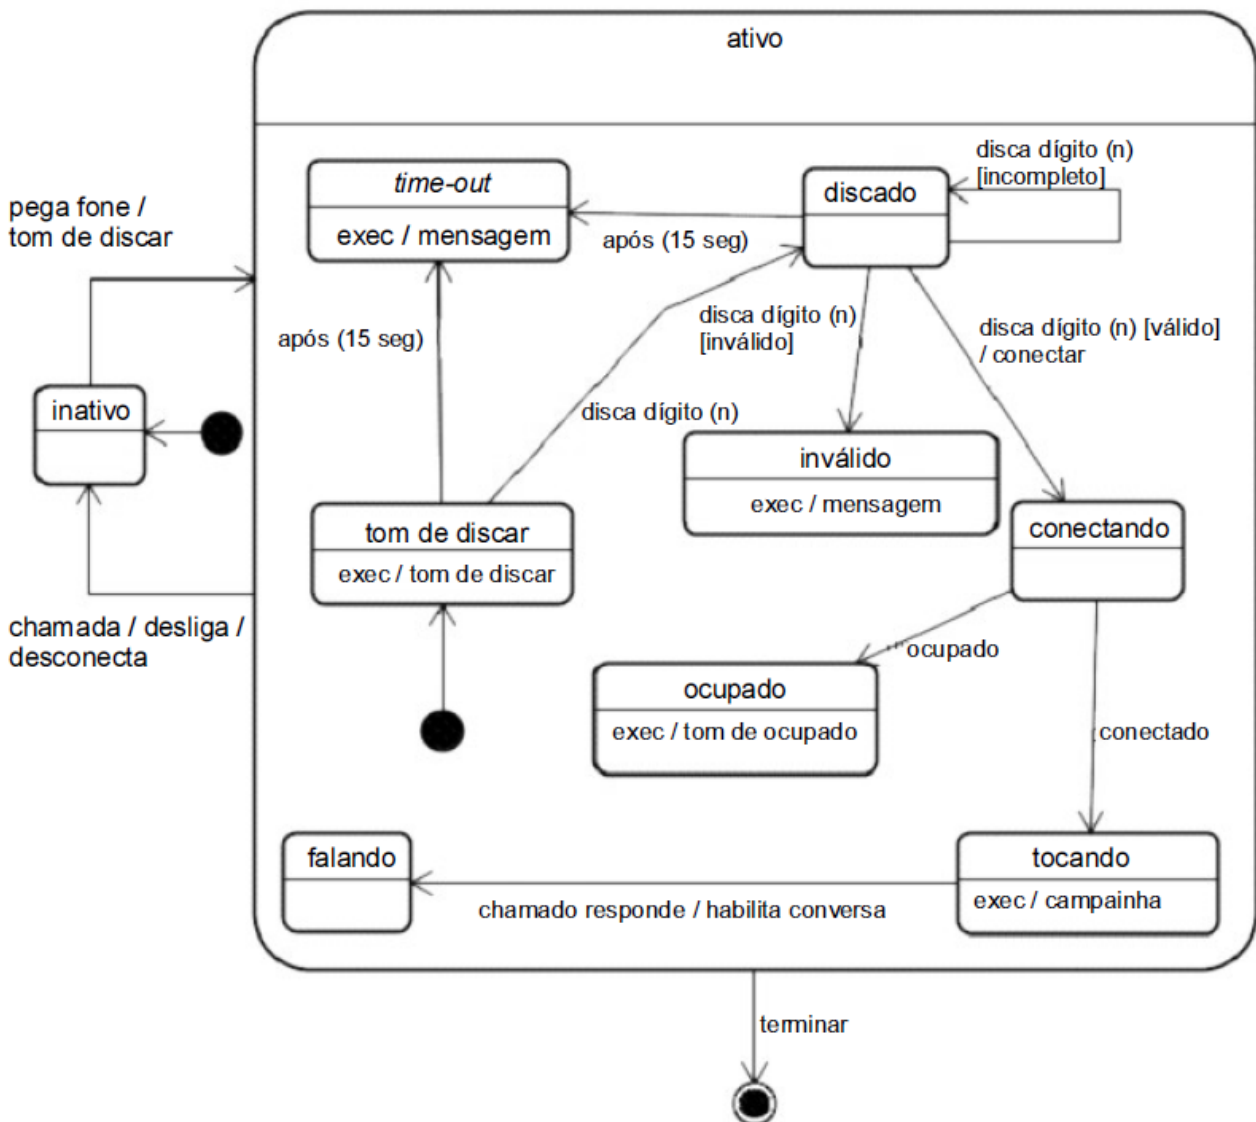 ativo
pega fone /
tom de discar
time-out
exec / mensagem
discado
disca dígito (n)
[incompleto]
após (15 seg)
após (15 seg)
disca dígito (n)
[inválido]
disca dígito (n) [válido]
/ conectar
inativo
disca dígito (n)
inválido
exec / mensagem
tom de discar
exec / tom de discar
conectando
chamada / desliga /
desconecta
ocupado
ocupado
exec / tom de ocupado
conectado
falando
tocando
exec / campainha
chamado responde / habilita conversa
terminar